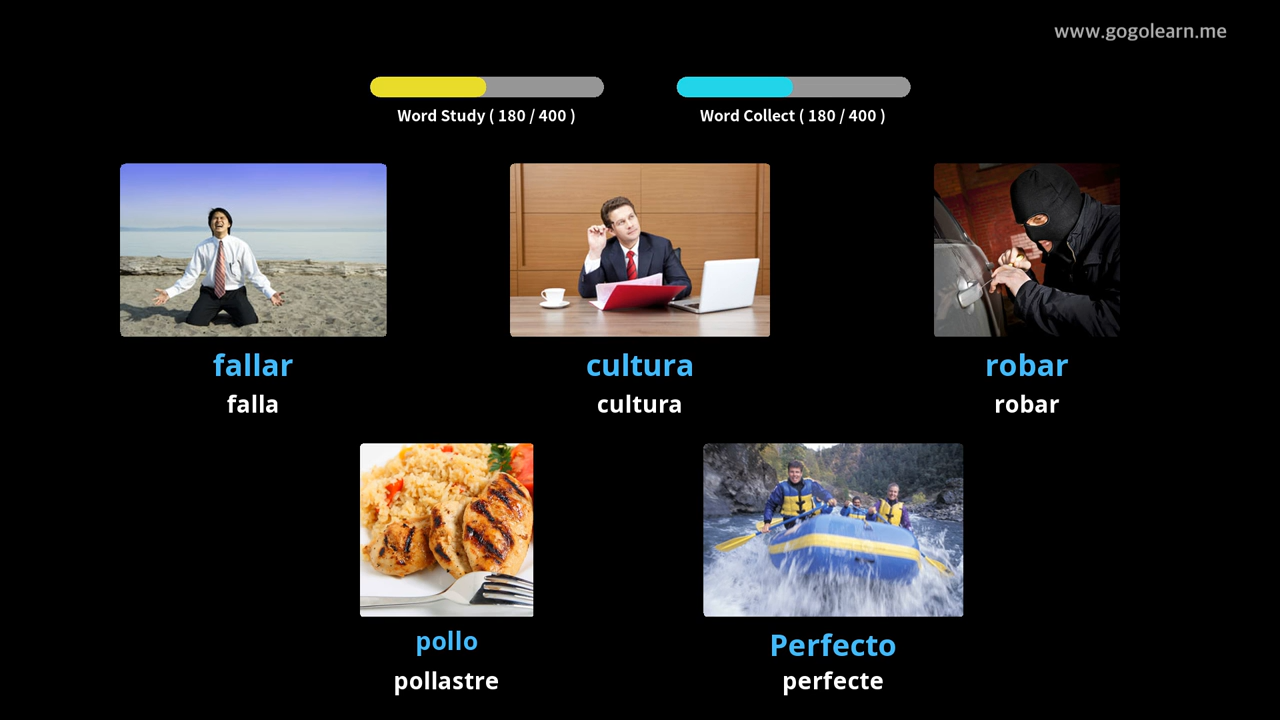 www.gogolearn.me
Word Study ( 180 / 400 )
Word Collect ( 180 / 400 )
fallar
falla
cultura
cultura
robar
robar
pollo
pollastre
Perfecto
perfecte